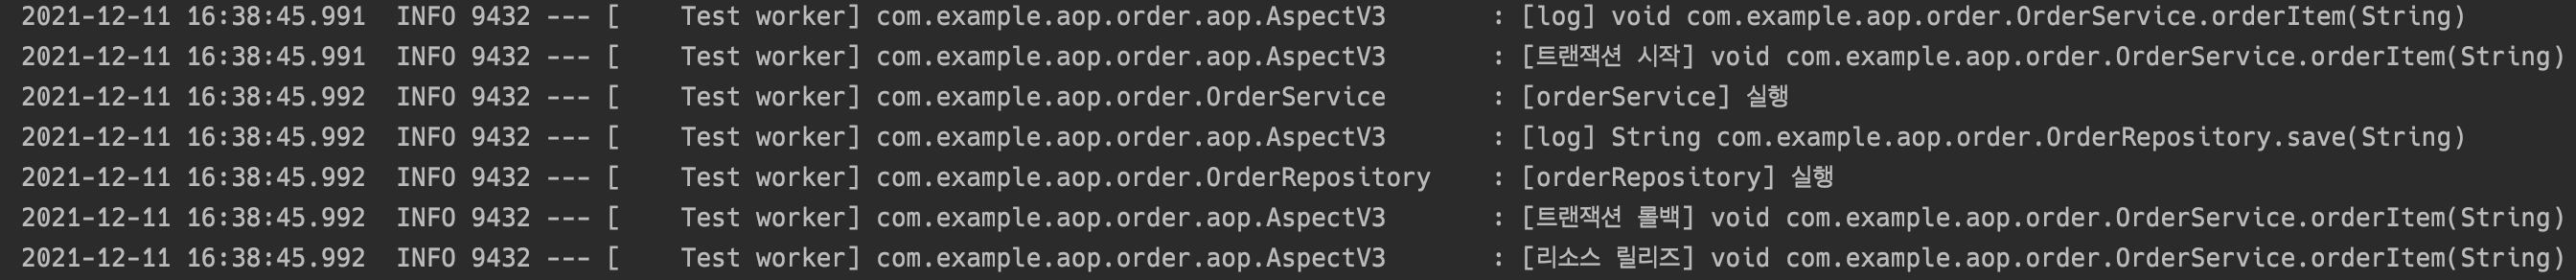 2021-12-11 16:38:45.991  INFO 9432 --- [    Test worker] com.example.aop.order.aop.AspectV3       : [log] void com.example.aop.order.OrderService.orderItem(String)
2021-12-11 16:38:45.991  INFO 9432 --- [    Test worker] com.example.aop.order.aop.AspectV3       : [트랜잭션 시작] void com.example.aop.order.OrderService.orderItem(String)
2021-12-11 16:38:45.992  INFO 9432 --- [    Test worker] com.example.aop.order.OrderService       : [orderService] 실행
2021-12-11 16:38:45.992  INFO 9432 --- [    Test worker] com.example.aop.order.aop.AspectV3       : [log] String com.example.aop.order.OrderRepository.save(String)
2021-12-11 16:38:45.992  INFO 9432 --- [    Test worker] com.example.aop.order.OrderRepository    : [orderRepository] 실행
2021-12-11 16:38:45.992  INFO 9432 --- [    Test worker] com.example.aop.order.aop.AspectV3       : [트랜잭션 롤백] void com.example.aop.order.OrderService.orderItem(String)
2021-12-11 16:38:45.992  INFO 9432 --- [    Test worker] com.example.aop.order.aop.AspectV3       : [리소스 릴리즈] void com.example.aop.order.OrderService.orderItem(String)